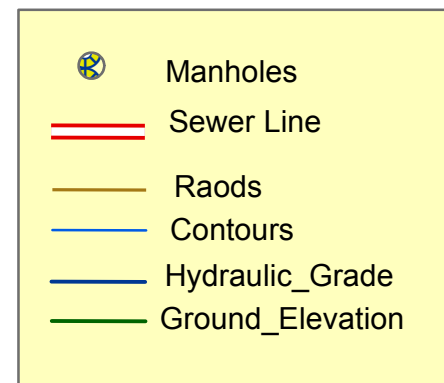 Manholes
Sewer Line
Raods
Contours
Hydraulic_Grade
Ground_Elevation